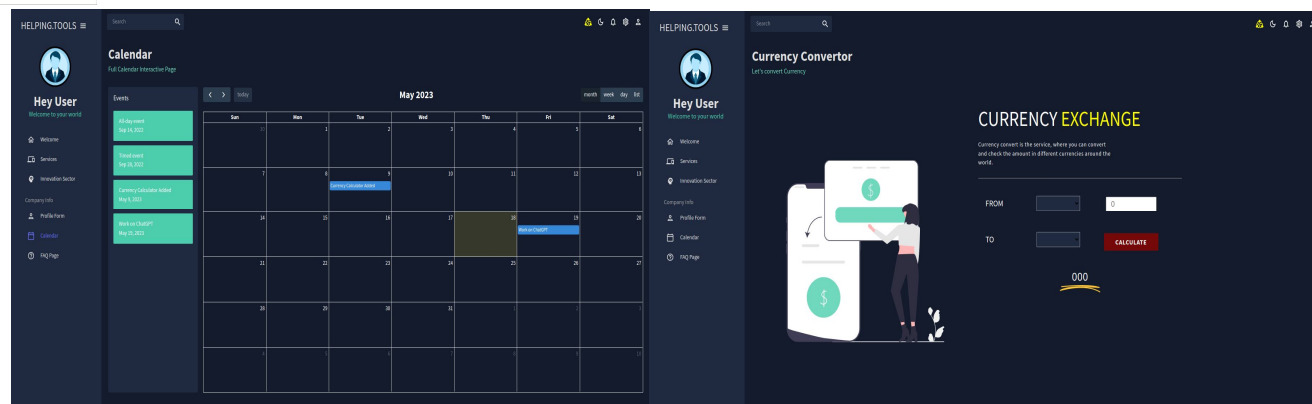 HELPING.TOOLS
Search
Calendar
Full Calendar Interactive Page
Hey User
Welcome to your world
Welcome
Services
Innovation Sector
Company Info
Profile Form
Calendar
FAQ Page
Events
All-day event
Sep 14, 2022
Timed event
Sep 28, 2022
Currency Calculator Added
May 9, 2023
Work on ChatGPT
today
May 2023
month week day list
Sun Mon Tue Wed Thu Fri Sat
30 1 2 3 4 5 6
7 8 9 10 11 12 13
Currency Calculator Added
14 15 16 17 18 19 20
Work on ChatGPT
21 22 23 24 25 26 27
28 29 30 31 1 2 3
4 5 6 7 8 9 10
HELPING.TOOLS
Search
Currency Convertor
Let's convert Currency
Hey User
Welcome to your world
Welcome
Services
Innovation Sector
Company Info
Profile Form
Calendar
FAQ Page
CURRENCY EXCHANGE
Currency convert is the service, where you can convert
and check the amount in different currencies around the
world.
FROM
0
TO
CALCULATE
000
$
$